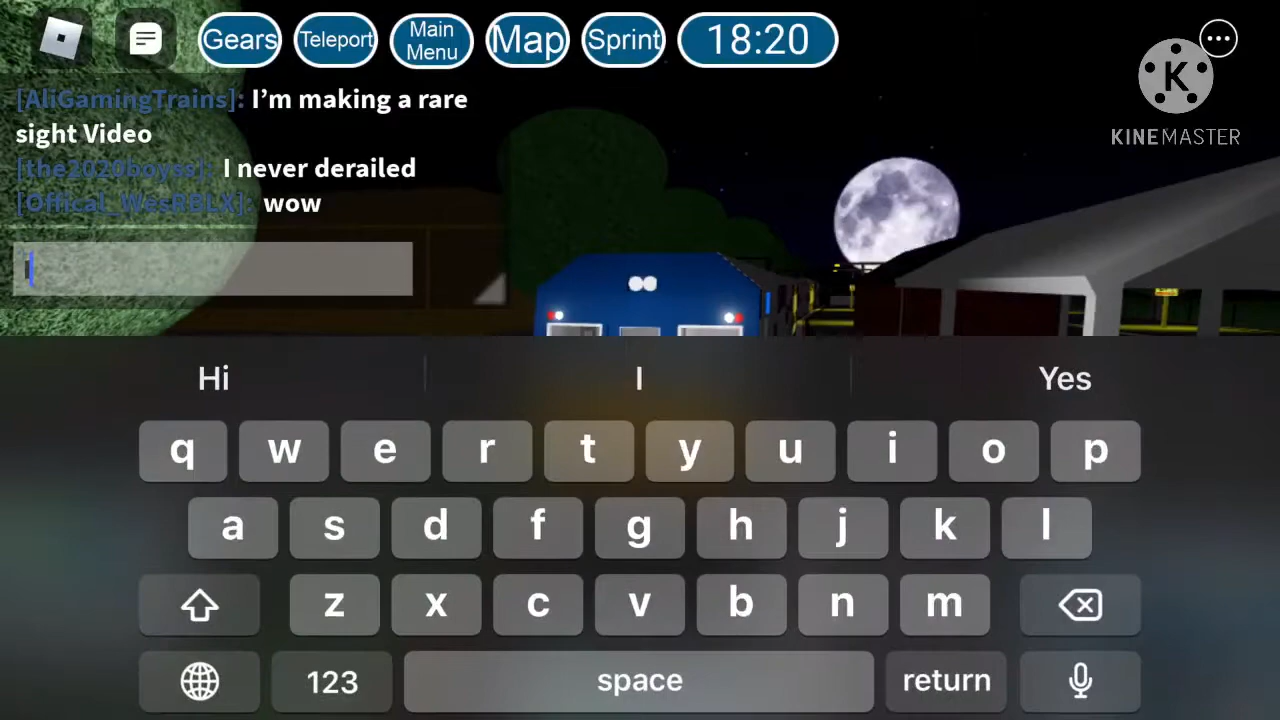 Gears
Teleport
Main
Menu
Map
Sprint
18:20
KINEMASTER
[AliGamingTrains]: I'm making a rare
sight Video
[the2020boyss]: I never derailed
[Offical_WesRBLX]: wow
Hi
I
Yes
q w e r t y u i o p
a s d f g h j k l
z x c v b n m
123
space
return